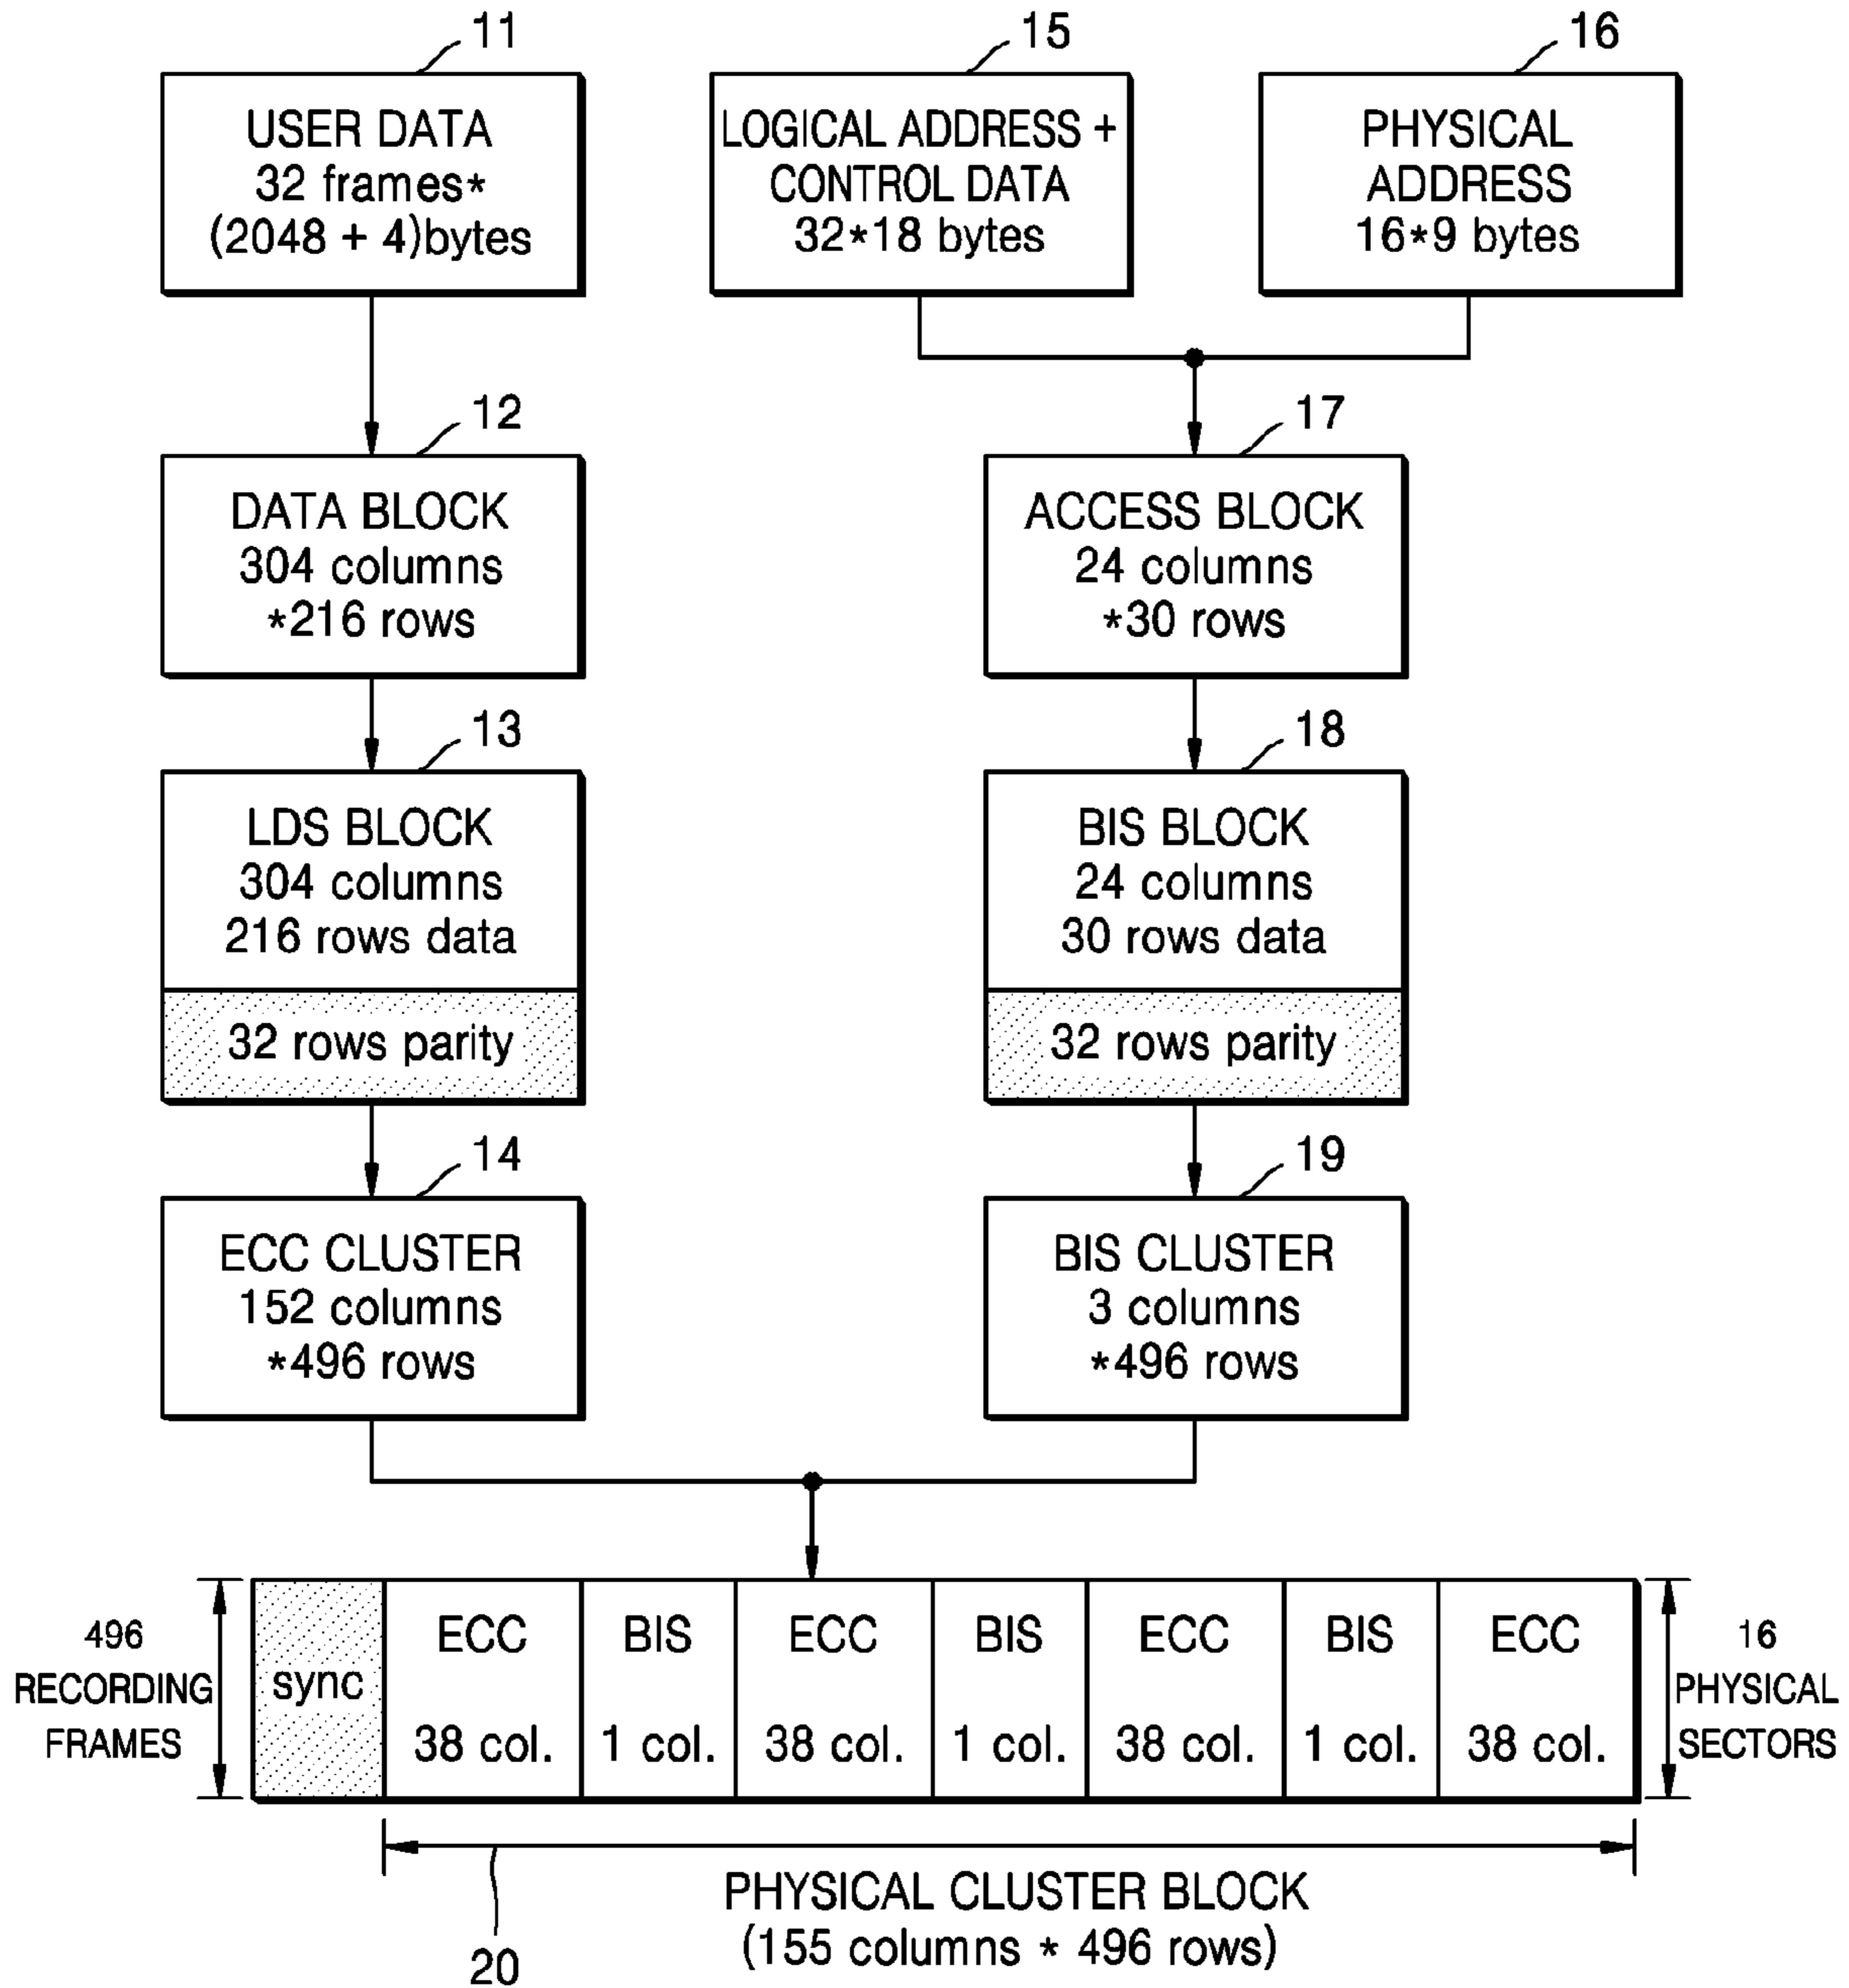 11
USER DATA
32 frames*
(2048 + 4)bytes
15
LOGICAL ADDRESS +
CONTROL DATA
32*18 bytes
16
PHYSICAL
ADDRESS
16*9 bytes
12
DATA BLOCK
304 columns
*216 rows
17
ACCESS BLOCK
24 columns
*30 rows
13
LDS BLOCK
304 columns
216 rows data
32 rows parity
18
BIS BLOCK
24 columns
30 rows data
32 rows parity
14
ECC CLUSTER
152 columns
*496 rows
19
BIS CLUSTER
3 columns
*496 rows
496
RECORDING
FRAMES
sync
ECC
38 col.
BIS
1 col.
ECC
38 col.
BIS
1 col.
ECC
38 col.
BIS
1 col.
ECC
38 col.
16
PHYSICAL
SECTORS
PHYSICAL CLUSTER BLOCK
(155 columns * 496 rows)
20